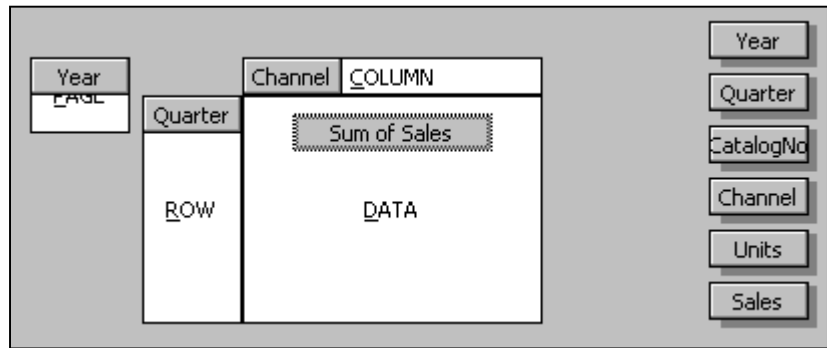 Year
PAGE
Quarter
ROW
Channel COLUMN
Sum of Sales
DATA
Year
Quarter
CatalogNo
Channel
Units
Sales